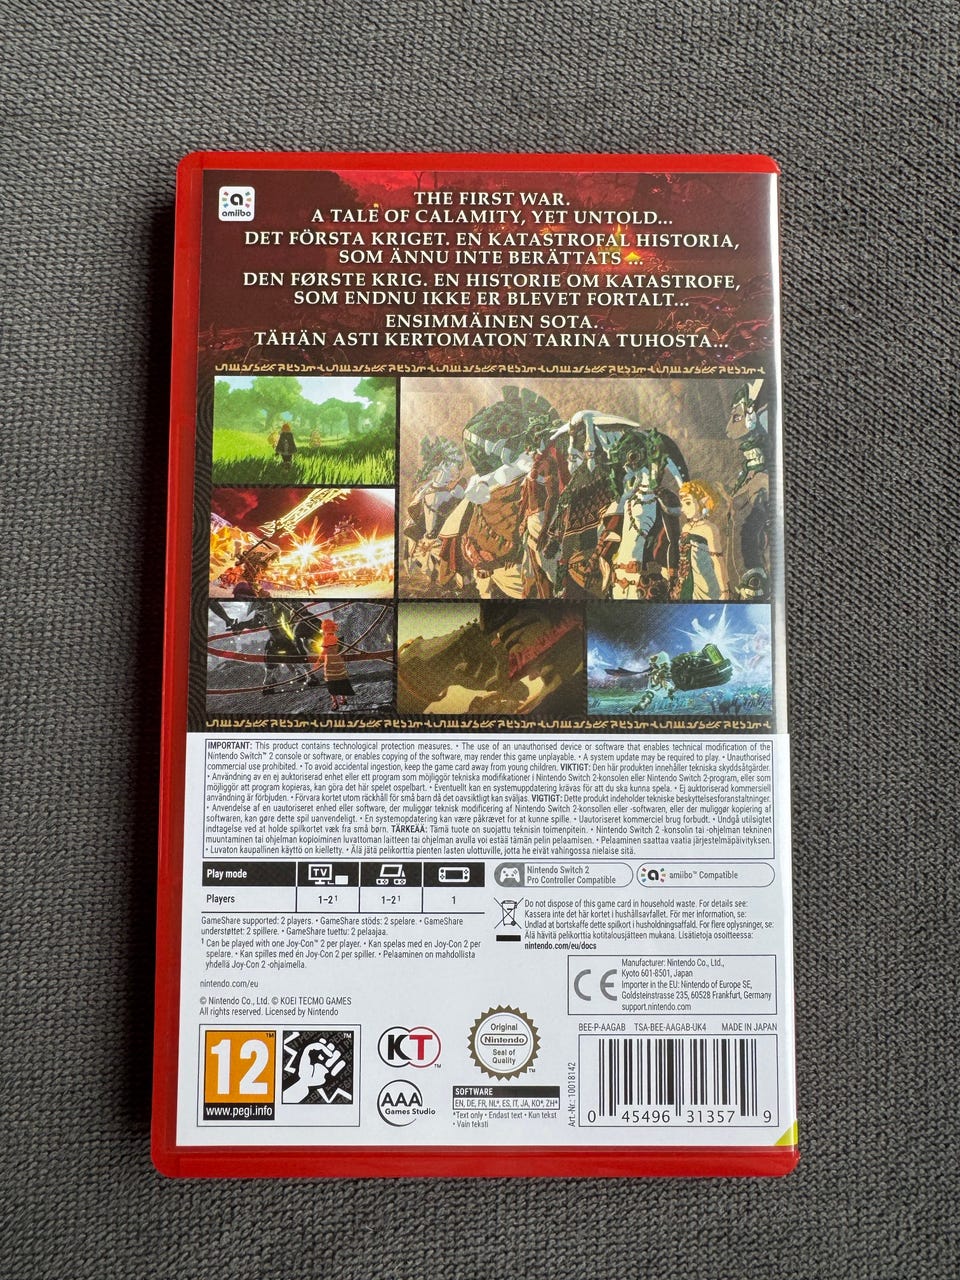 amiibo
THE FIRST WAR.
A TALE OF CALAMITY, YET UNTOLD...
DET FÖRSTA KRIGET. EN KATASTROFAL HISTORIA,
SOM ÄNNU INTE BERÄTTATS ...
DEN FØRSTE KRIG. EN HISTORIE OM KATASTROFE,
SOM ENDNU IKKE ER BLEVET FORTALT...
ENSIMMÄINEN SOTA.
TÄHÄN ASTI KERTOMATON TARINA TUHOSTA...
IMPORTANT: This product contains technological protection measures. • The use of an unauthorised device or software that enables technical modification of the
Nintendo Switch™ 2 console or software, or enables copying of the software, may render this game unplayable. • A system update may be required to play. • Unauthorised
commercial use prohibited. • To avoid accidental ingestion, keep the game card away from young children. VIKTIGT: Den här produkten innehåller tekniska skyddsåtgärder.
• Användning av en ej auktoriserad enhet eller ett program som möjliggör tekniska modifikationer i Nintendo Switch 2-konsolen eller Nintendo Switch 2-program, eller som
möjliggör att program kopieras, kan göra det här spelet ospelbart. • Eventuellt kan en systemuppdatering krävas för att du ska kunna spela. • Ej auktoriserad kommersiell
användning är förbjuden. • Förvara kortet utom räckhåll för små barn då det oavsiktligt kan sväljas. VIGTIGT: Dette produkt indeholder tekniske beskyttelsesforanstaltninger.
• Anvendelse af en uautoriseret enhed eller software, der muliggør teknisk modificering af Nintendo Switch 2-konsollen eller -softwaren, eller der muliggør kopiering af
softwaren, kan gøre dette spil uanvendeligt. • En systemopdatering kan være påkrævet for at kunne spille. • Uautoriseret kommerciel brug forbudt. • Undgå utilsigtet
indtagelse ved at holde spilkortet væk fra små børn. TÄRKEÄÄ: Tämä tuote on suojattu teknisin toimenpitein. • Nintendo Switch 2 -konsolin tai -ohjelman tekninen
muuntaminen tai ohjelman kopioiminen luvattoman laitteen tai ohjelman avulla voi estää tämän pelin pelaamisen. • Pelaaminen saattaa vaatia järjestelmäpäivityksen.
• Luvaton kaupallinen käyttö on kielletty. • Älä jätä pelikorttia pienten lasten ulottuville, jotta he eivät vahingossa nielaise sitä.
Play mode TV
Players 1–2¹ 1–2¹ 1
Nintendo Switch 2
Pro Controller Compatible
amiibo™ Compatible
GameShare supported: 2 players. • GameShare stöds: 2 spelare. • GameShare
understøttet: 2 spillere. • GameShare tuettu: 2 pelaajaa.
¹ Can be played with one Joy-Con™ 2 per player. • Kan spelas med en Joy-Con 2 per
spelare. • Kan spilles med én Joy-Con 2 per spiller. • Pelaaminen on mahdollista
yhdellä Joy-Con 2 -ohjaimella.
Do not dispose of this game card in household waste. For details see:
Kassera inte det här kortet i hushållsavfallet. För mer information, se:
Undlad at bortskaffe dette spilkort i husholdningsaffald. For flere oplysninger, se:
Älä hävitä pelikorttia kotitalousjätteen mukana. Lisätietoja osoitteessa:
nintendo.com/eu/docs
nintendo.com/eu
© Nintendo Co., Ltd. © KOEI TECMO GAMES
All rights reserved. Licensed by Nintendo
CE
Manufacturer: Nintendo Co., Ltd.,
Kyoto 601-8501, Japan
Importer in the EU: Nintendo of Europe SE,
Goldsteinstrasse 235, 60528 Frankfurt, Germany
support.nintendo.com
12
www.pegi.info
KT™
AAA
Games Studio
Original
Nintendo
Seal of
Quality
SOFTWARE
EN, DE, FR, NL*, ES, IT, JA, KO*, ZH*
*Text only • Endast text • Kun tekst
• Vain teksti
BEE-P-AAGAB TSA-BEE-AAGAB-UK4 MADE IN JAPAN
Art.-Nr.: 10018142
0 45496 31357 9